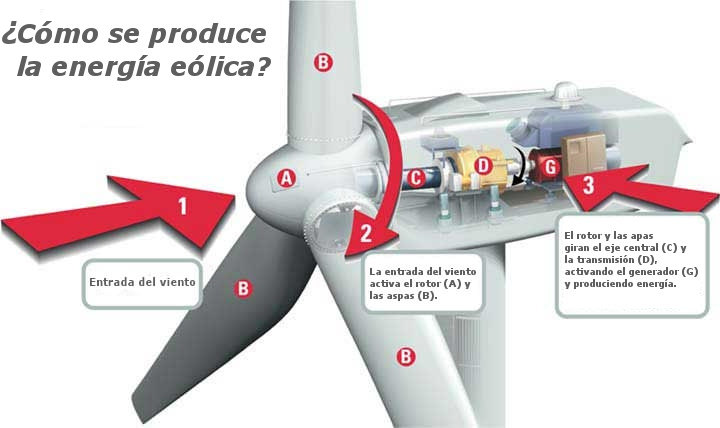 ¿Cómo se produce
la energía eólica?
B
A
C
D
G
1
2
3
B
B
Entrada del viento
La entrada del viento
activa el rotor (A) y
las aspas (B).
El rotor y las apas
giran el eje central (C) y
la transmisión (D),
activando el generador (G)
y produciendo energía.